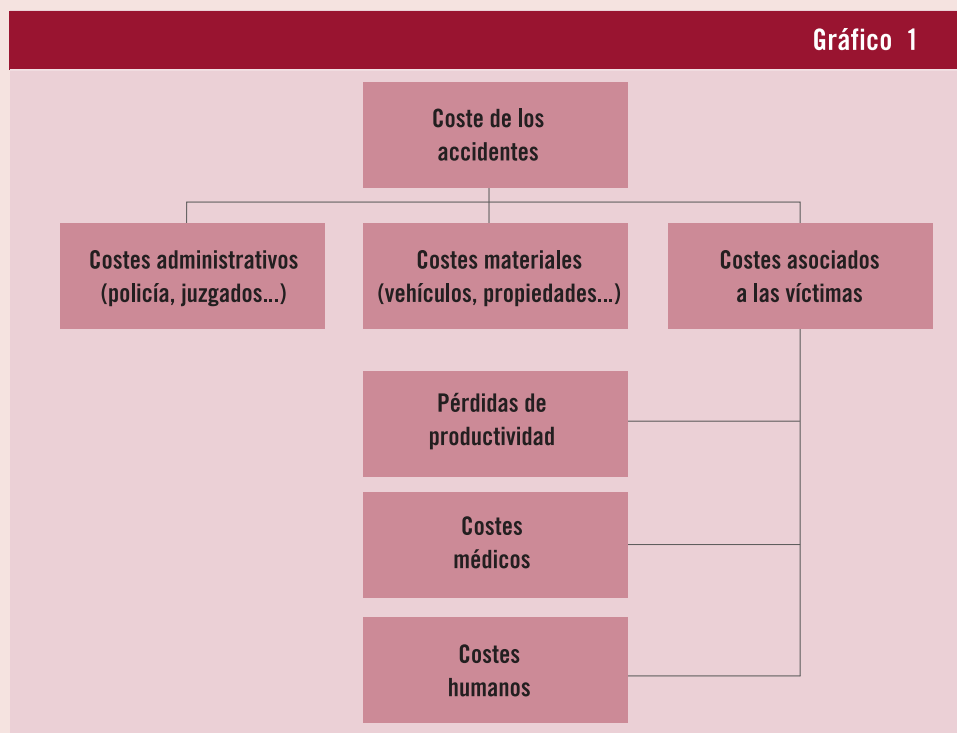 Gráfico 1
Coste de los
accidentes
Costes administrativos
(policía, juzgados...)
Costes materiales
(vehículos, propiedades...)
Costes asociados
a las víctimas
Pérdidas de
productividad
Costes
médicos
Costes
humanos